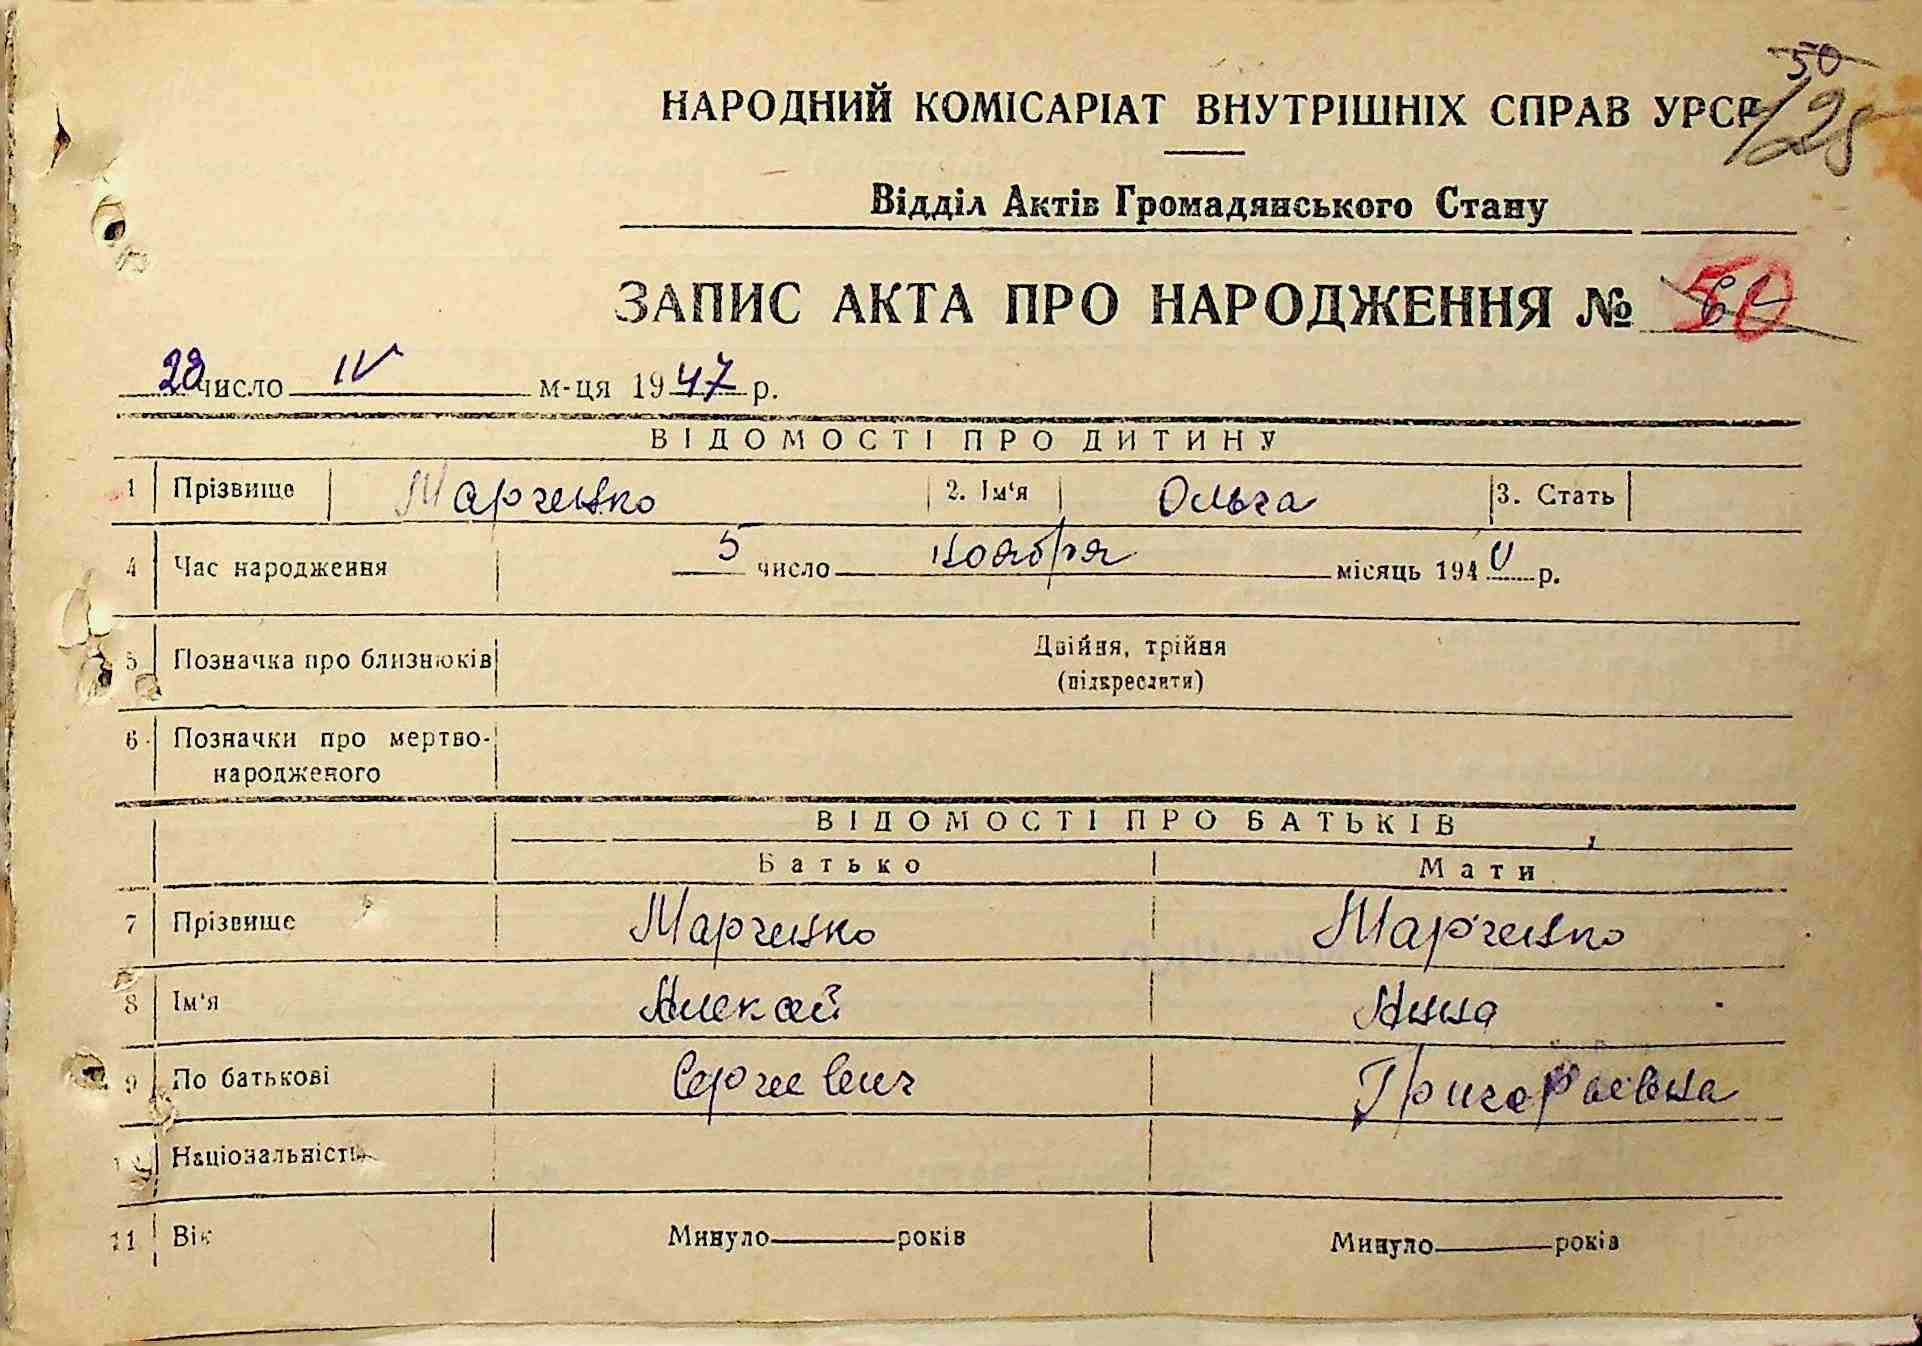 50
125
НАРОДНИЙ КОМІСАРІАТ ВНУТРІШНІХ СПРАВ УРСР
Відділ Актів Громадянського Стану
ЗАПИС АКТА ПРО НАРОДЖЕННЯ № 50
число IV м-ця 1947 р.
ВІДОМОСТІ ПРО ДИТИНУ
1 Прізвище Марченко 2. Ім'я Ольга 3. Стать
4 Час народження 5 число ноября місяць 1940 р.
5 Позначка про близнюків Двійня, трійня
(підкреслити)
6 Позначки про мертво-
народженого
ВІДОМОСТІ ПРО БАТЬКІВ
Батько Мати
7 Прізвище Марченко Марченко
8 Ім'я Алексей Анна
9 По батькові Сергеевич Григорьевна
Національність
11 Вік Минуло років Минуло років